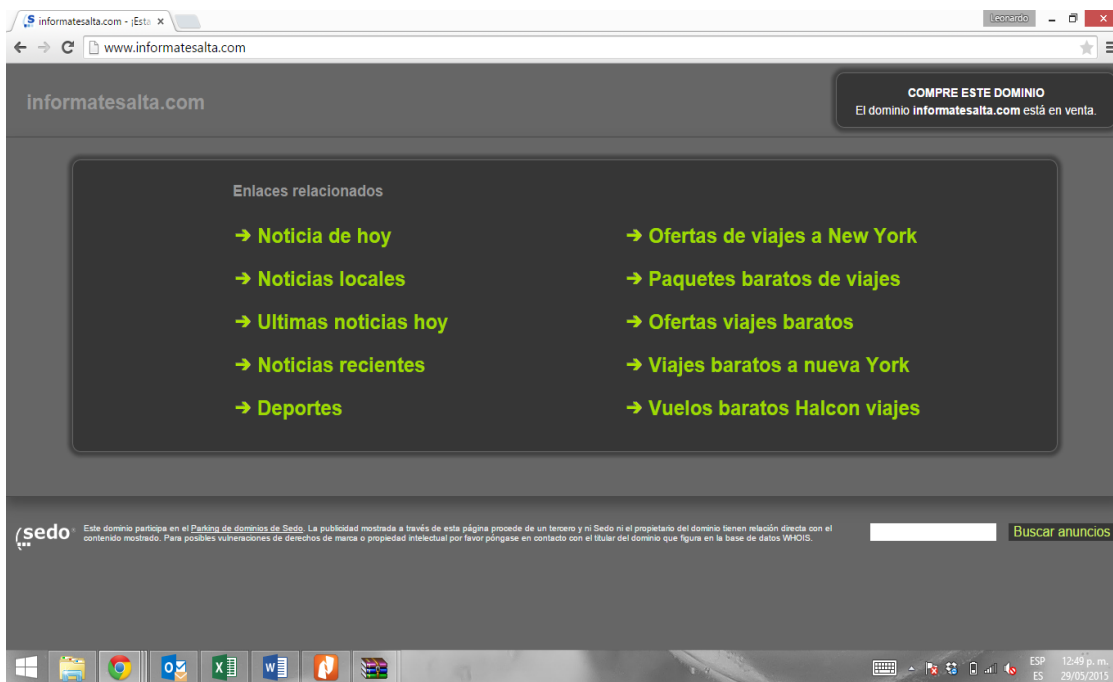 informatesalta.com - ¡Esta
Leonardo
www.informatesalta.com
informatesalta.com
COMPRE ESTE DOMINIO
El dominio informatesalta.com está en venta.
Enlaces relacionados
Noticia de hoy
Noticias locales
Ultimas noticias hoy
Noticias recientes
Deportes
Ofertas de viajes a New York
Paquetes baratos de viajes
Ofertas viajes baratos
Viajes baratos a nueva York
Vuelos baratos Halcon viajes
sedo
Este dominio participa en el Parking de dominios de Sedo. La publicidad mostrada a través de esta página procede de un tercero y ni Sedo ni el propietario del dominio tienen relación directa con el
contenido mostrado. Para posibles vulneraciones de derechos de marca o propiedad intelectual por favor póngase en contacto con el titular del dominio que figura en la base de datos WHOIS.
Buscar anuncios
ESP 12:49 p. m.
ES 29/05/2015